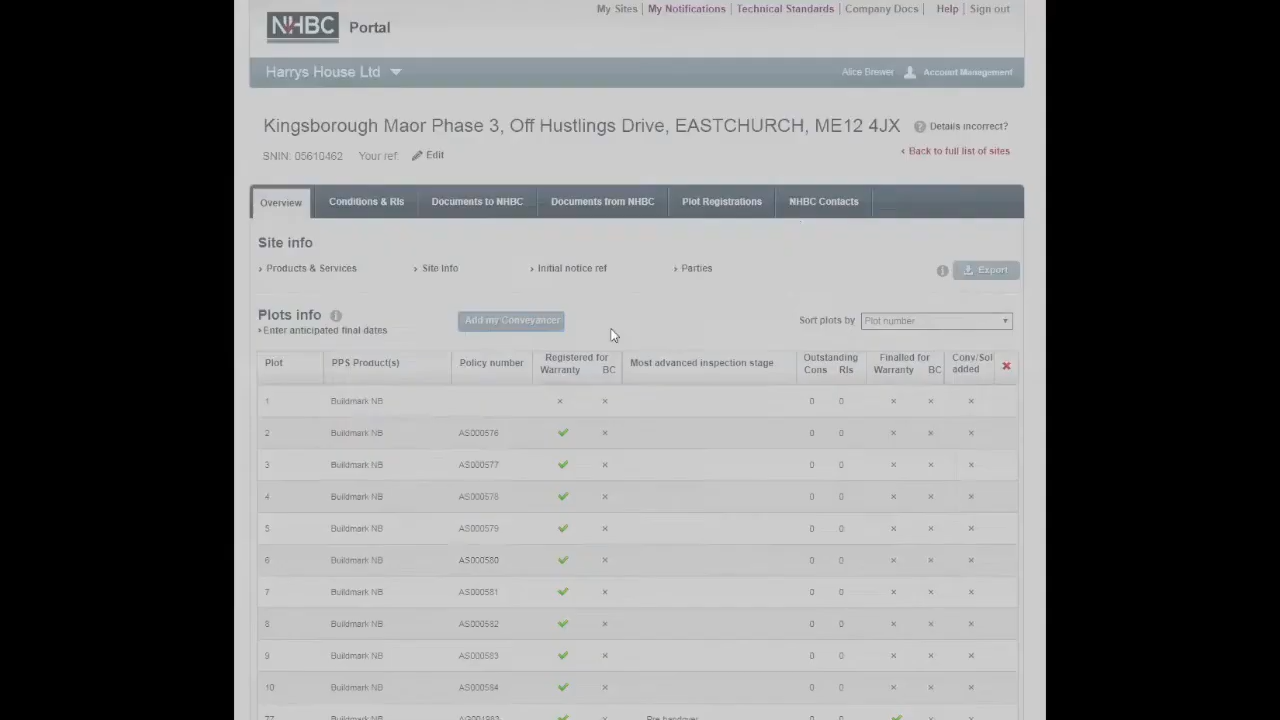 My Sites | My Notifications | Technical Standards | Company Docs | Help | Sign out
NHBC Portal
Harrys House Ltd
Alice Brewer Account Management
Kingsborough Maor Phase 3, Off Hustlings Drive, EASTCHURCH, ME12 4JX
Details incorrect?
SNIN: 05610462 Your ref: Edit
Back to full list of sites
Overview Conditions & RIs Documents to NHBC Documents from NHBC Plot Registrations NHBC Contacts
Site info
Products & Services Site Info Initial notice ref Parties Export
Plots info Add my Conveyancer Sort plots by Plot number
Enter anticipated final dates
Plot PPS Product(s) Policy number Registered for Warranty BC Most advanced inspection stage Outstanding Cons RIs Finalled for Warranty BC Conv/Sol added
1 Buildmark NB 0 0
2 Buildmark NB AS000576 0 0
3 Buildmark NB AS000577 0 0
4 Buildmark NB AS000578 0 0
5 Buildmark NB AS000579 0 0
6 Buildmark NB AS000580 0 0
7 Buildmark NB AS000581 0 0
8 Buildmark NB AS000582 0 0
9 Buildmark NB AS000583 0 0
10 Buildmark NB AS000584 0 0